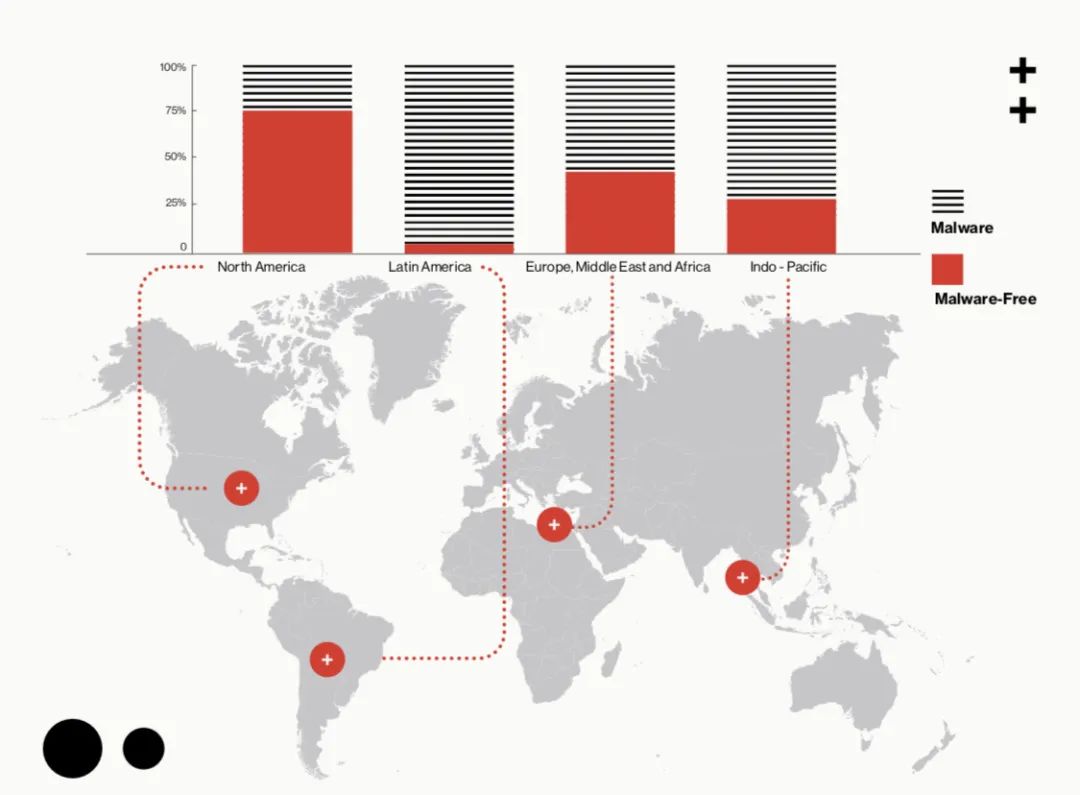 100%
75%
50%
25%
0
North America
Latin America
Europe, Middle East and Africa
Indo - Pacific
Malware
Malware-Free